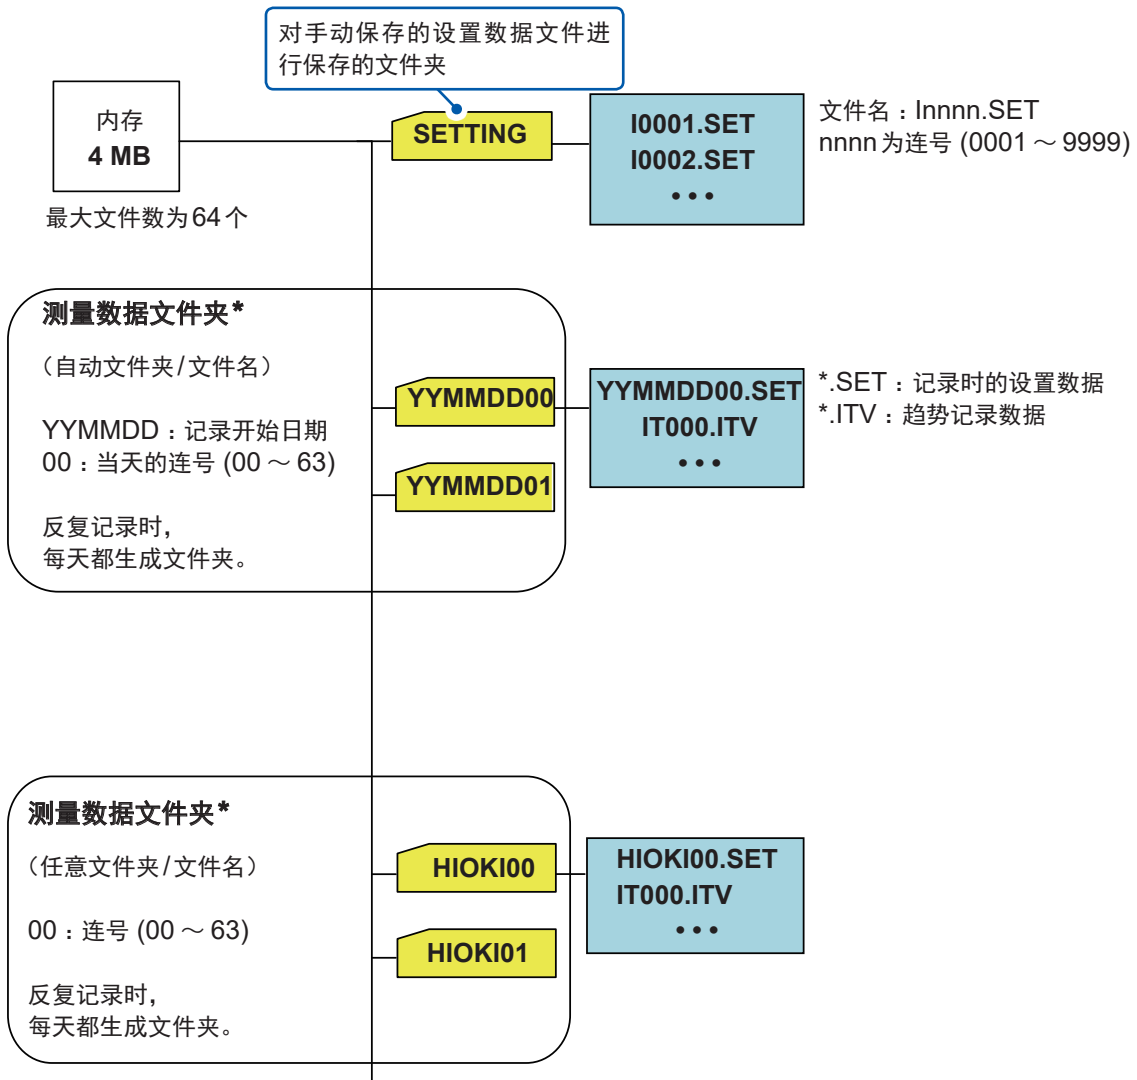 对手动保存的设置数据文件进
行保存的文件夹
内存
4 MB
最大文件数为64个
SETTING
I0001.SET
I0002.SET
•••
文件名：Innnn.SET
nnnn为连号 (0001～9999)
测量数据文件夹*
（自动文件夹/文件名）
YYMMDD：记录开始日期
00：当天的连号 (00～63)
反复记录时，
每天都生成文件夹。
YYMMDD00
YYMMDD01
YYMMDD00.SET
IT000.ITV
•••
*.SET：记录时的设置数据
*.ITV：趋势记录数据
测量数据文件夹*
（任意文件夹/文件名）
00：连号 (00～63)
反复记录时，
每天都生成文件夹。
HIOKI00
HIOKI01
HIOKI00.SET
IT000.ITV
•••